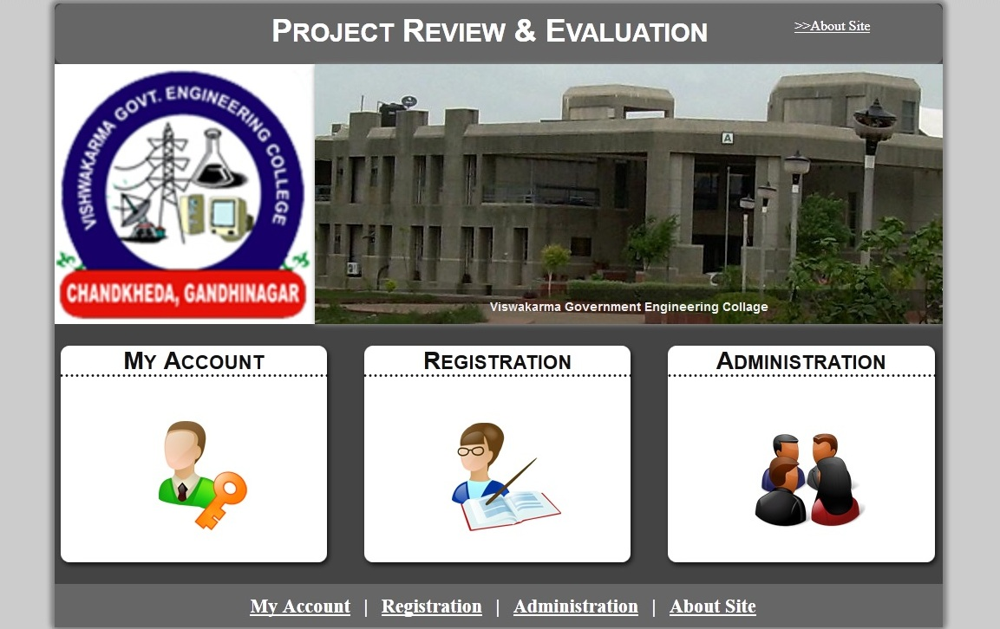 Project Review & Evaluation
>>About Site
VISHWAKARMA GOVT. ENGINEERING COLLEGE
CHANDKHEDA, GANDHINAGAR
A
Viswakarma Government Engineering Collage
My Account
Registration
Administration
My Account | Registration | Administration | About Site